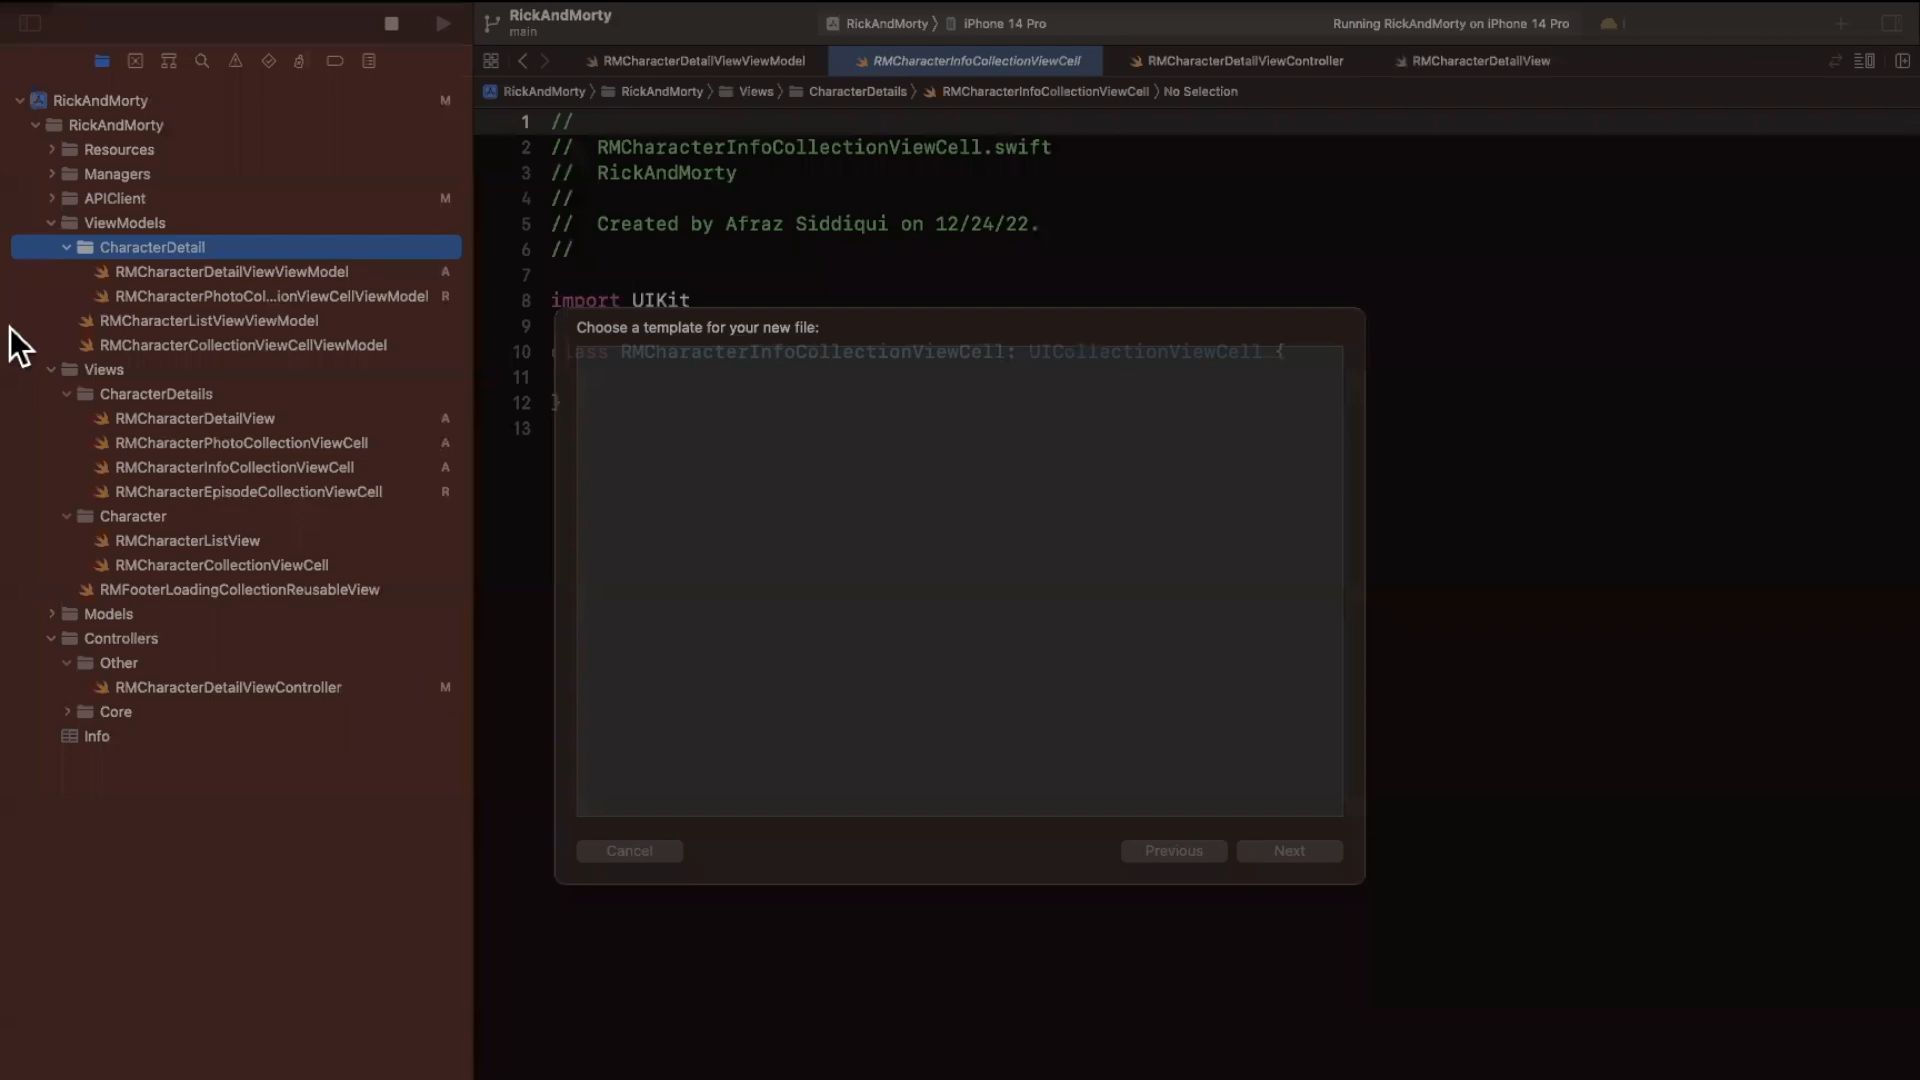 RickAndMorty
main
RickAndMorty
iPhone 14 Pro
Running RickAndMorty on iPhone 14 Pro
RMCharacterDetailViewViewModel
RMCharacterInfoCollectionViewCell
RMCharacterDetailViewController
RMCharacterDetailView
RickAndMorty
RickAndMorty
Views
CharacterDetails
RMCharacterInfoCollectionViewCell
No Selection
RickAndMorty M
RickAndMorty
Resources
Managers
APIClient M
ViewModels
CharacterDetail
RMCharacterDetailViewViewModel A
RMCharacterPhotoCol...ionViewCellViewModel R
RMCharacterListViewViewModel
RMCharacterCollectionViewCellViewModel
Views
CharacterDetails
RMCharacterDetailView A
RMCharacterPhotoCollectionViewCell A
RMCharacterInfoCollectionViewCell A
RMCharacterEpisodeCollectionViewCell R
Character
RMCharacterListView
RMCharacterCollectionViewCell
RMFooterLoadingCollectionReusableView
Models
Controllers
Other
RMCharacterDetailViewController M
Core
Info
1 //
2 // RMCharacterInfoCollectionViewCell.swift
3 // RickAndMorty
4 //
5 // Created by Afraz Siddiqui on 12/24/22.
6 //
7
8 import UIKit
9
10 class RMCharacterInfoCollectionViewCell: UICollectionViewCell {
11
12 }
13
Choose a template for your new file:
Cancel
Previous
Next